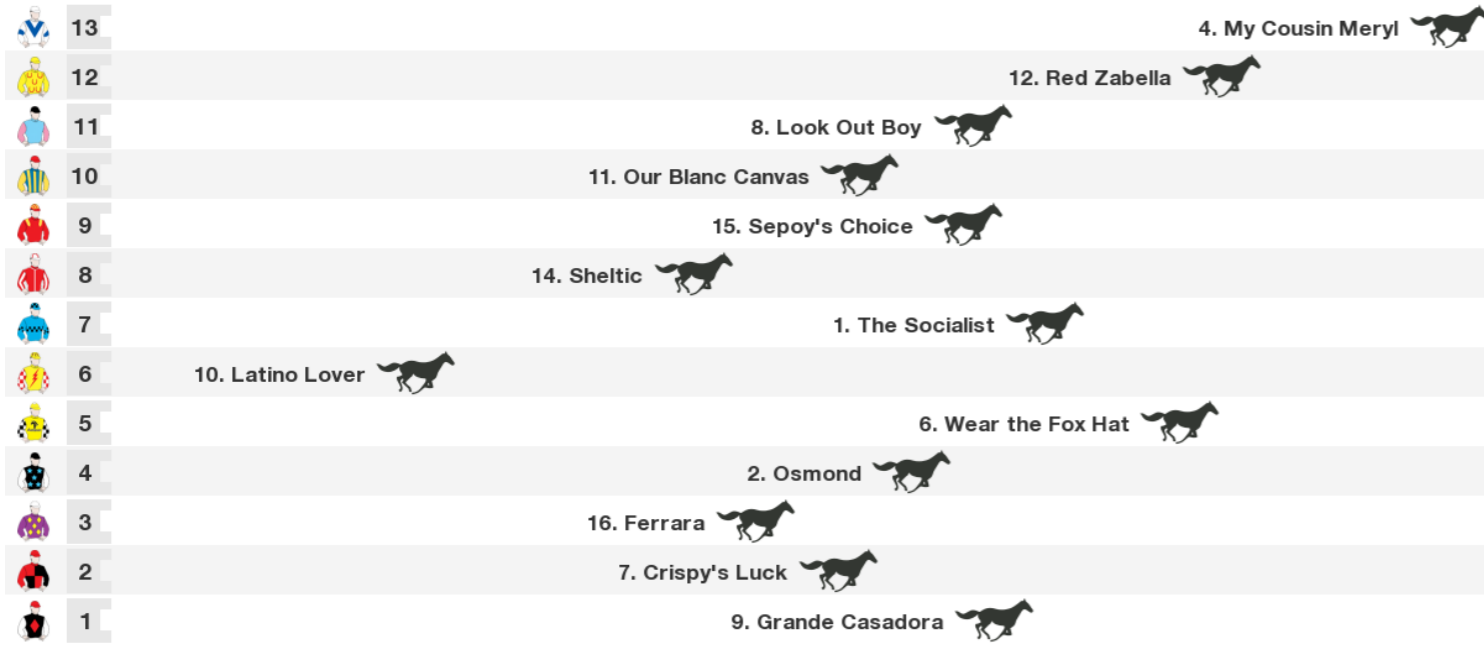 13 4. My Cousin Meryl
12 12. Red Zabella
11 8. Look Out Boy
10 11. Our Blanc Canvas
9 15. Sepoy's Choice
8 14. Sheltic
7 1. The Socialist
6 10. Latino Lover
5 6. Wear the Fox Hat
4 2. Osmond
3 16. Ferrara
2 7. Crispy's Luck
1 9. Grande Casadora